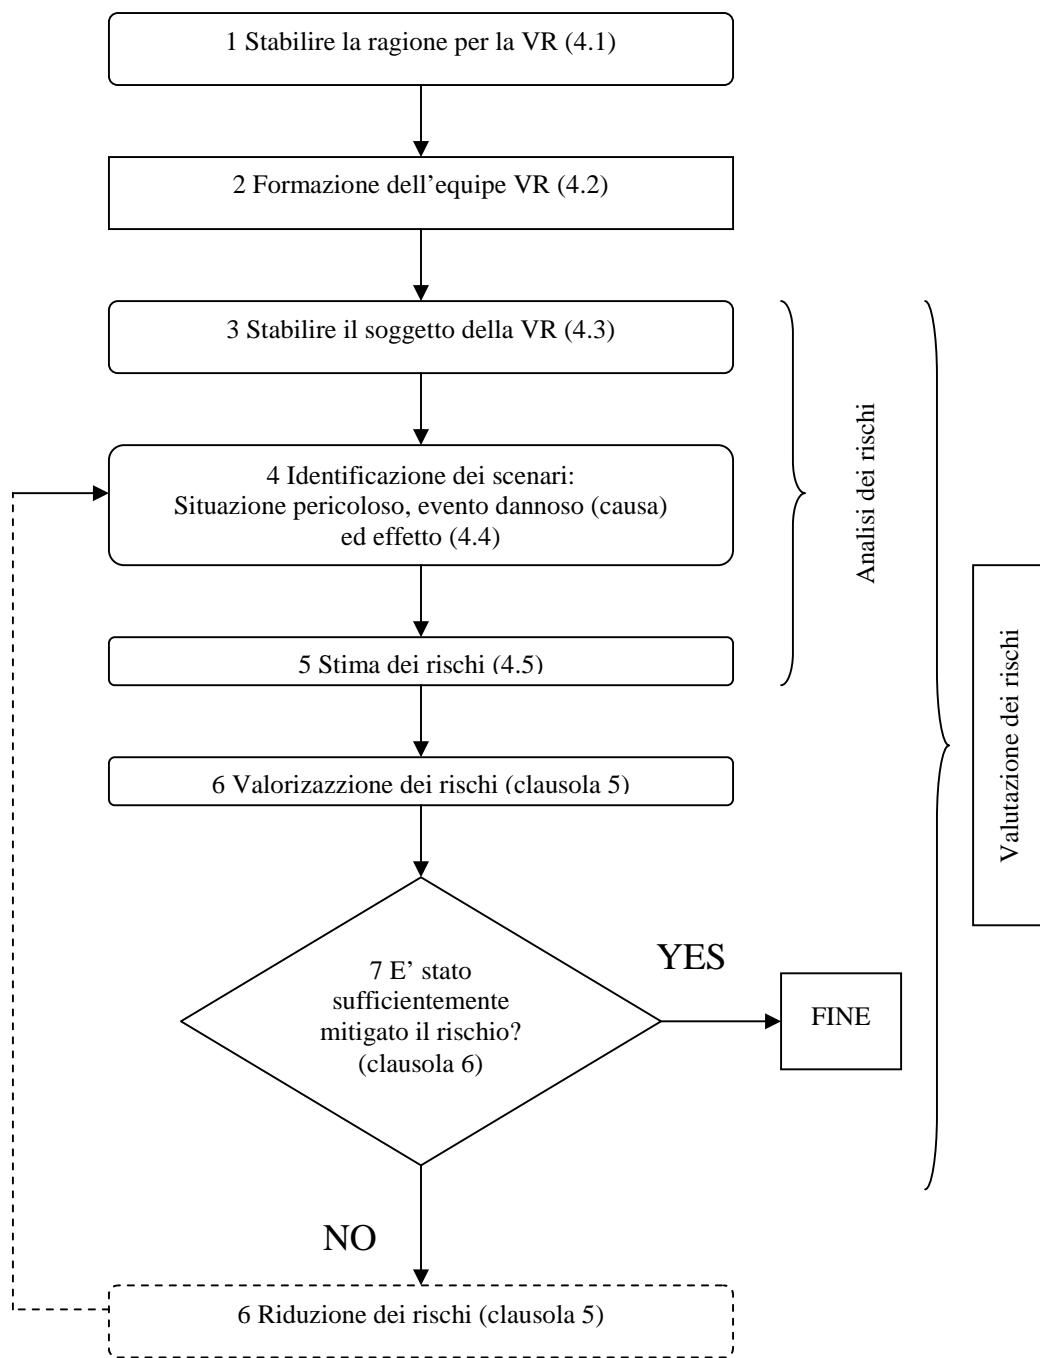 1 Stabilire la ragione per la VR (4.1)
2 Formazione dell’equipe VR (4.2)
3 Stabilire il soggetto della VR (4.3)
4 Identificazione dei scenari:
Situazione pericoloso, evento dannoso (causa)
ed effetto (4.4)
5 Stima dei rischi (4.5)
6 Valorizazzione dei rischi (clausola 5)
7 E’ stato
sufficientemente
mitigato il rischio?
(clausola 6)
YES
FINE
NO
6 Riduzione dei rischi (clausola 5)
Analisi dei rischi
Valutazione dei rischi